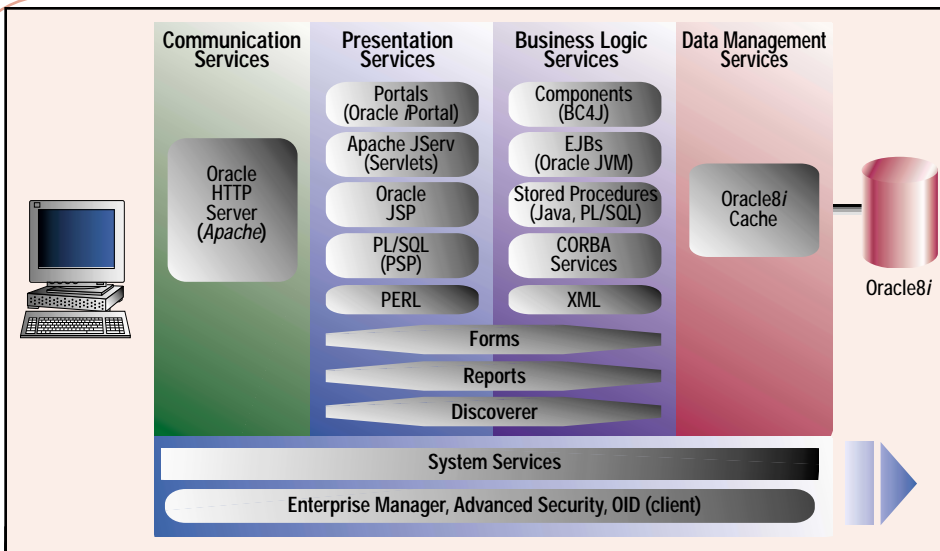 Communication
Services
Presentation
Services
Business Logic
Services
Data Management
Services
Oracle
HTTP
Server
(Apache)
Portals
(Oracle iPortal)
Apache JServ
(Servlets)
Oracle
JSP
PL/SQL
(PSP)
PERL
Components
(BC4J)
EJBs
(Oracle JVM)
Stored Procedures
(Java, PL/SQL)
CORBA
Services
XML
Forms
Reports
Discoverer
Oracle8i
Cache
Oracle8i
System Services
Enterprise Manager, Advanced Security, OID (client)